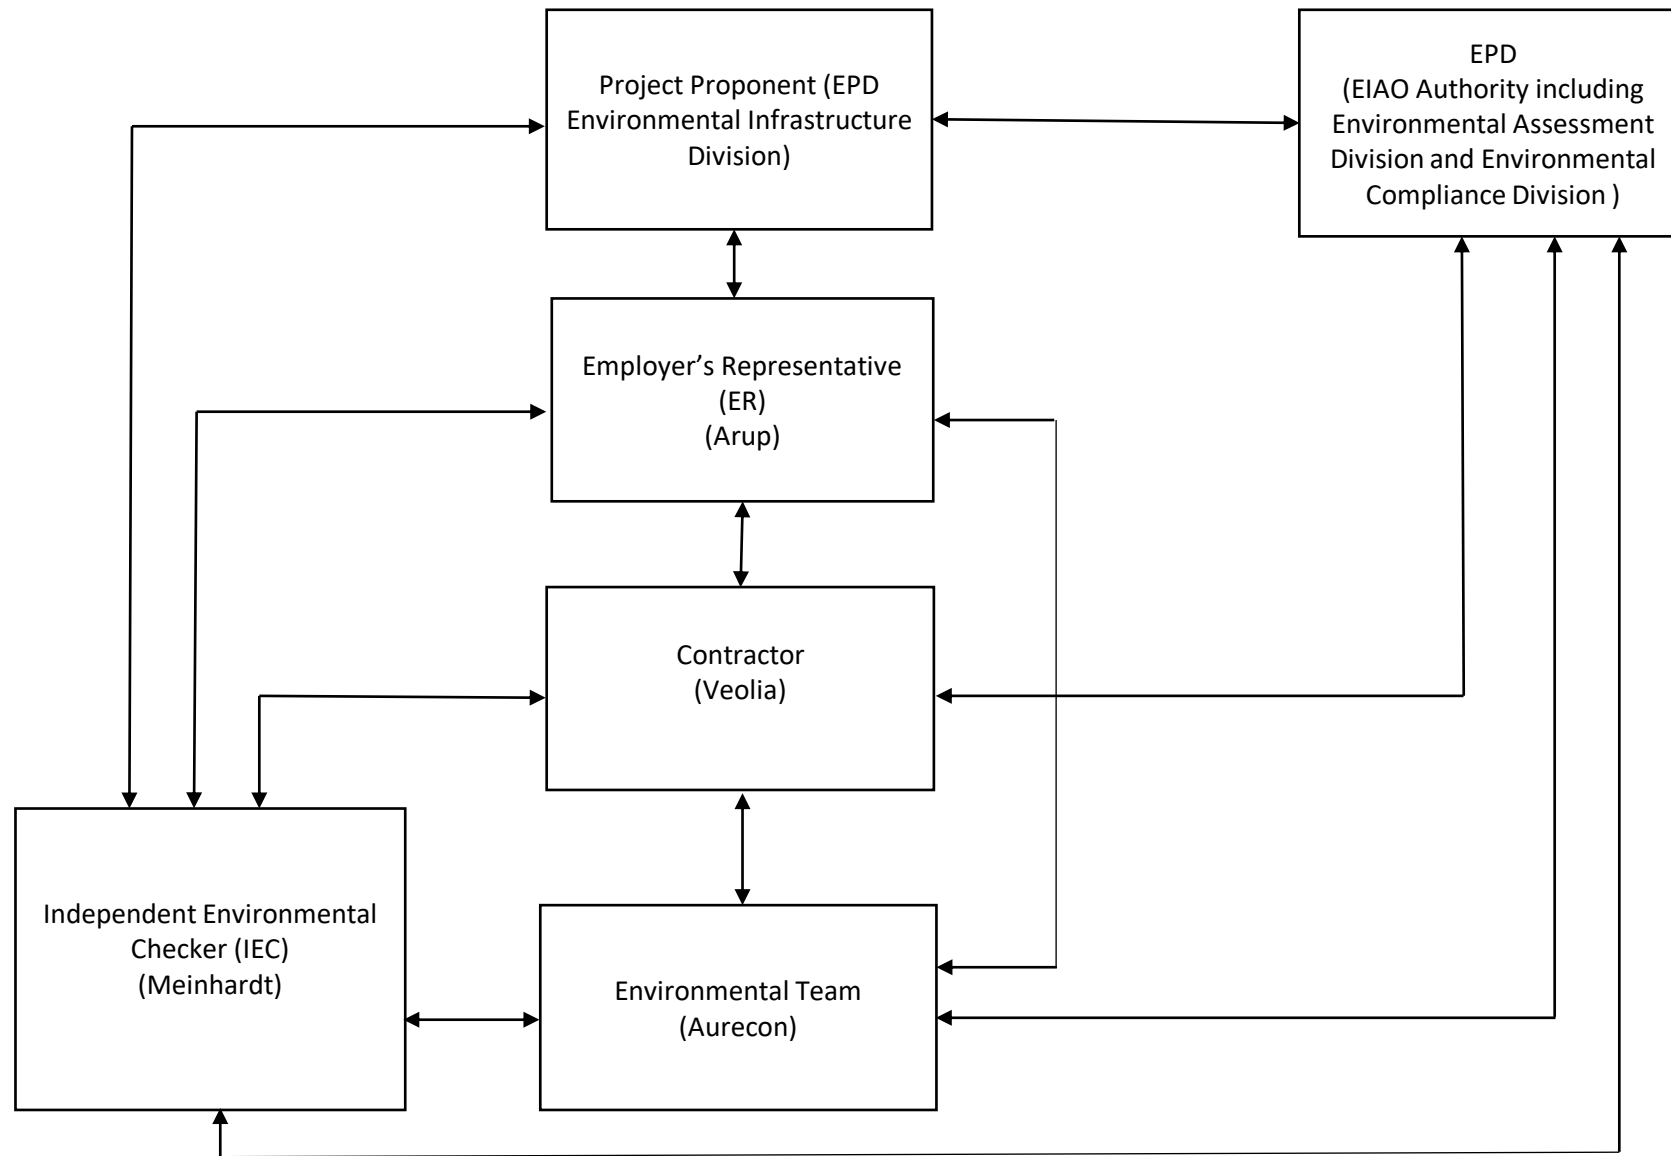 Project Proponent (EPD
Environmental Infrastructure
Division)
EPD
(EIAO Authority including
Environmental Assessment
Division and Environmental
Compliance Division )
Employer’s Representative
(ER)
(Arup)
Contractor
(Veolia)
Independent Environmental
Checker (IEC)
(Meinhardt)
Environmental Team
(Aurecon)